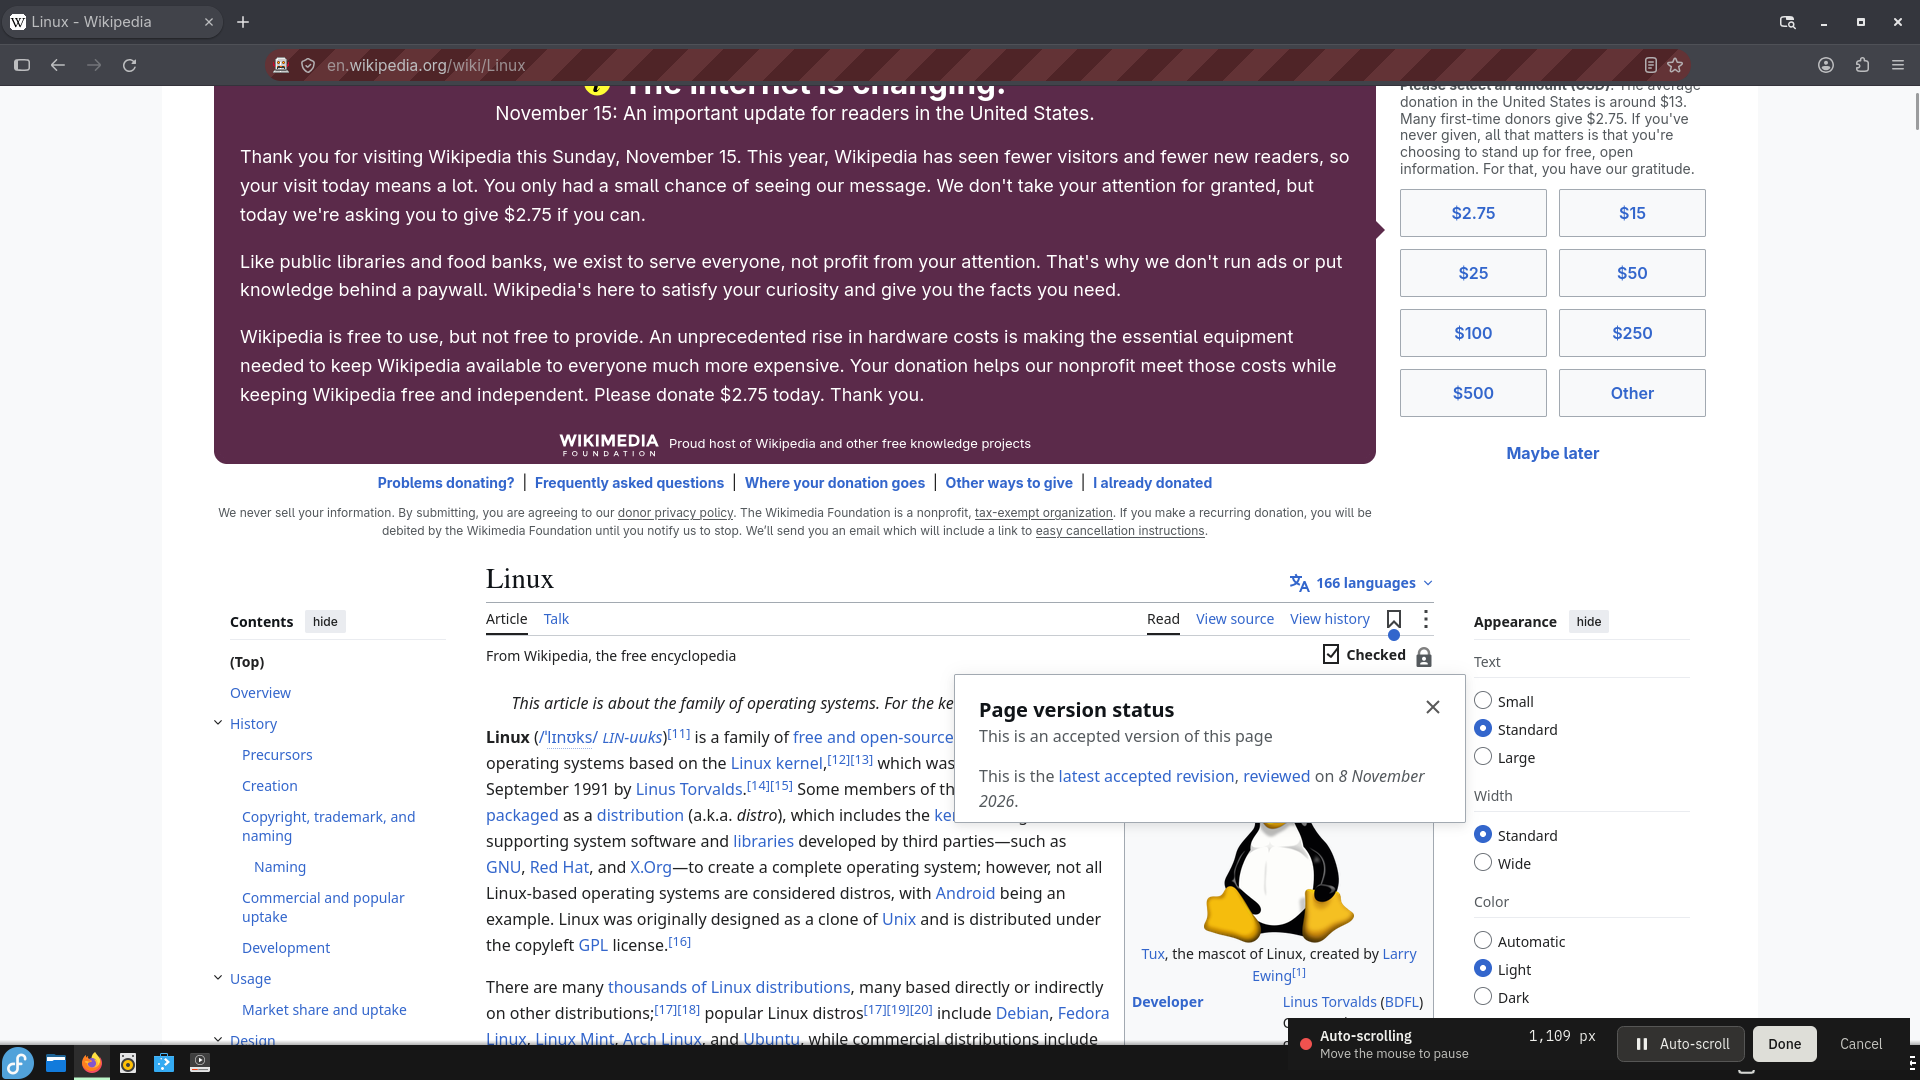 Linux - Wikipedia
en.wikipedia.org/wiki/Linux
The internet is changing.
November 15: An important update for readers in the United States.
Thank you for visiting Wikipedia this Sunday, November 15. This year, Wikipedia has seen fewer visitors and fewer new readers, so
your visit today means a lot. You only had a small chance of seeing our message. We don't take your attention for granted, but
today we're asking you to give $2.75 if you can.
Like public libraries and food banks, we exist to serve everyone, not profit from your attention. That's why we don't run ads or put
knowledge behind a paywall. Wikipedia's here to satisfy your curiosity and give you the facts you need.
Wikipedia is free to use, but not free to provide. An unprecedented rise in hardware costs is making the essential equipment
needed to keep Wikipedia available to everyone much more expensive. Your donation helps our nonprofit meet those costs while
keeping Wikipedia free and independent. Please donate $2.75 today. Thank you.
WIKIMEDIA
FOUNDATION
Proud host of Wikipedia and other free knowledge projects
Please select an amount (USD). The average
donation in the United States is around $13.
Many first-time donors give $2.75. If you've
never given, all that matters is that you're
choosing to stand up for free, open
information. For that, you have our gratitude.
$2.75 $15
$25 $50
$100 $250
$500 Other
Maybe later
Problems donating? | Frequently asked questions | Where your donation goes | Other ways to give | I already donated
We never sell your information. By submitting, you are agreeing to our donor privacy policy. The Wikimedia Foundation is a nonprofit, tax-exempt organization. If you make a recurring donation, you will be
debited by the Wikimedia Foundation until you notify us to stop. We'll send you an email which will include a link to easy cancellation instructions.
Contents hide
(Top)
Overview
History
Precursors
Creation
Copyright, trademark, and
naming
Naming
Commercial and popular
uptake
Development
Usage
Market share and uptake
Design
Linux
166 languages
Article Talk
Read View source View history
From Wikipedia, the free encyclopedia
Checked
This article is about the family of operating systems. For the ke
Linux (/ˈlɪnʊks/ LIN-uuks)[11] is a family of free and open-source
operating systems based on the Linux kernel,[12][13] which was
September 1991 by Linus Torvalds.[14][15] Some members of th
packaged as a distribution (a.k.a. distro), which includes the ke
supporting system software and libraries developed by third parties—such as
GNU, Red Hat, and X.Org—to create a complete operating system; however, not all
Linux-based operating systems are considered distros, with Android being an
example. Linux was originally designed as a clone of Unix and is distributed under
the copyleft GPL license.[16]
There are many thousands of Linux distributions, many based directly or indirectly
on other distributions;[17][18] popular Linux distros[17][19][20] include Debian, Fedora
Linux, Linux Mint, Arch Linux, and Ubuntu, while commercial distributions include
Page version status
This is an accepted version of this page
This is the latest accepted revision, reviewed on 8 November
2026.
Tux, the mascot of Linux, created by Larry
Ewing[1]
Developer Linus Torvalds (BDFL)
Appearance hide
Text
Small
Standard
Large
Width
Standard
Wide
Color
Automatic
Light
Dark
Auto-scrolling
Move the mouse to pause
1,109 px
Auto-scroll
Done
Cancel